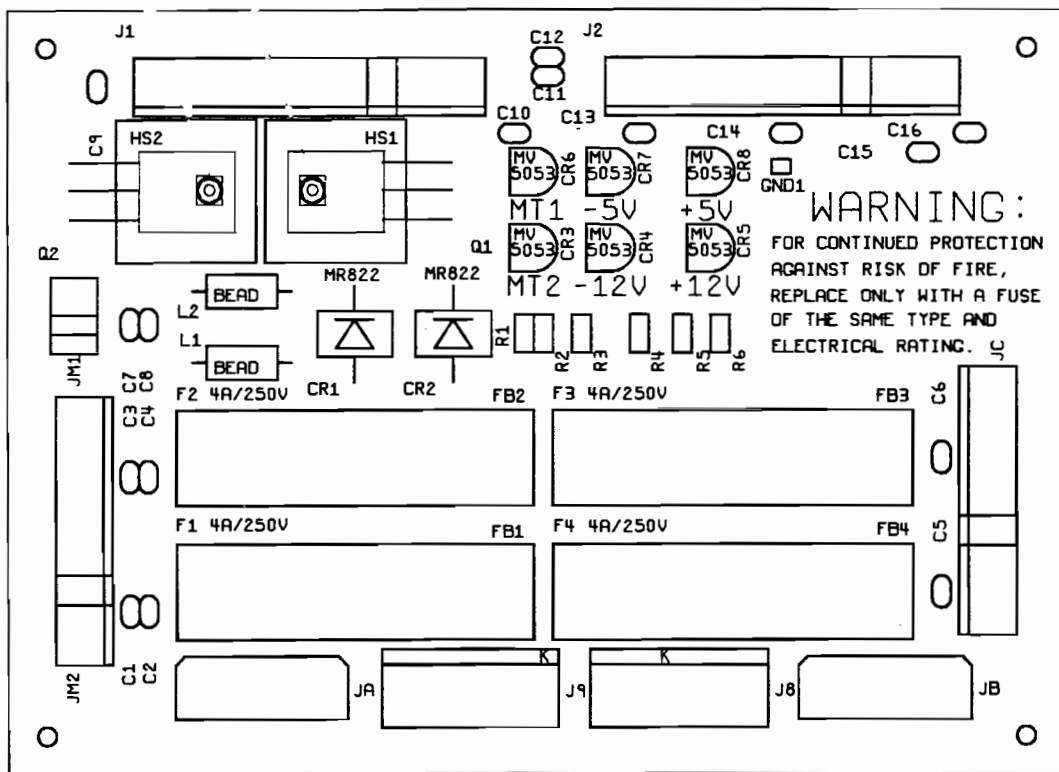 J1
J2
C12
C11
C10
C13
C14
C16
C15
C9
HS2
HS1
MV
5053
CR6
MV
5053
CR7
MV
5053
CR8
GND1
MT1 -5V +5V
WARNING:
Q2
Q1
MV
5053
CR3
MV
5053
CR4
MV
5053
CR5
MT2 -12V +12V
FOR CONTINUED PROTECTION
AGAINST RISK OF FIRE,
REPLACE ONLY WITH A FUSE
OF THE SAME TYPE AND
ELECTRICAL RATING.
MR822
MR822
BEAD
L2
L1
BEAD
CR1
CR2
R1
R2
R3
R4
R5
R6
JC
JM1
C7
C8
C3
C4
F2 4A/250V
FB2
F3 4A/250V
FB3
C6
F1 4A/250V
FB1
F4 4A/250V
FB4
C5
C1
C2
JM2
JA
K
J9
K
J8
JB